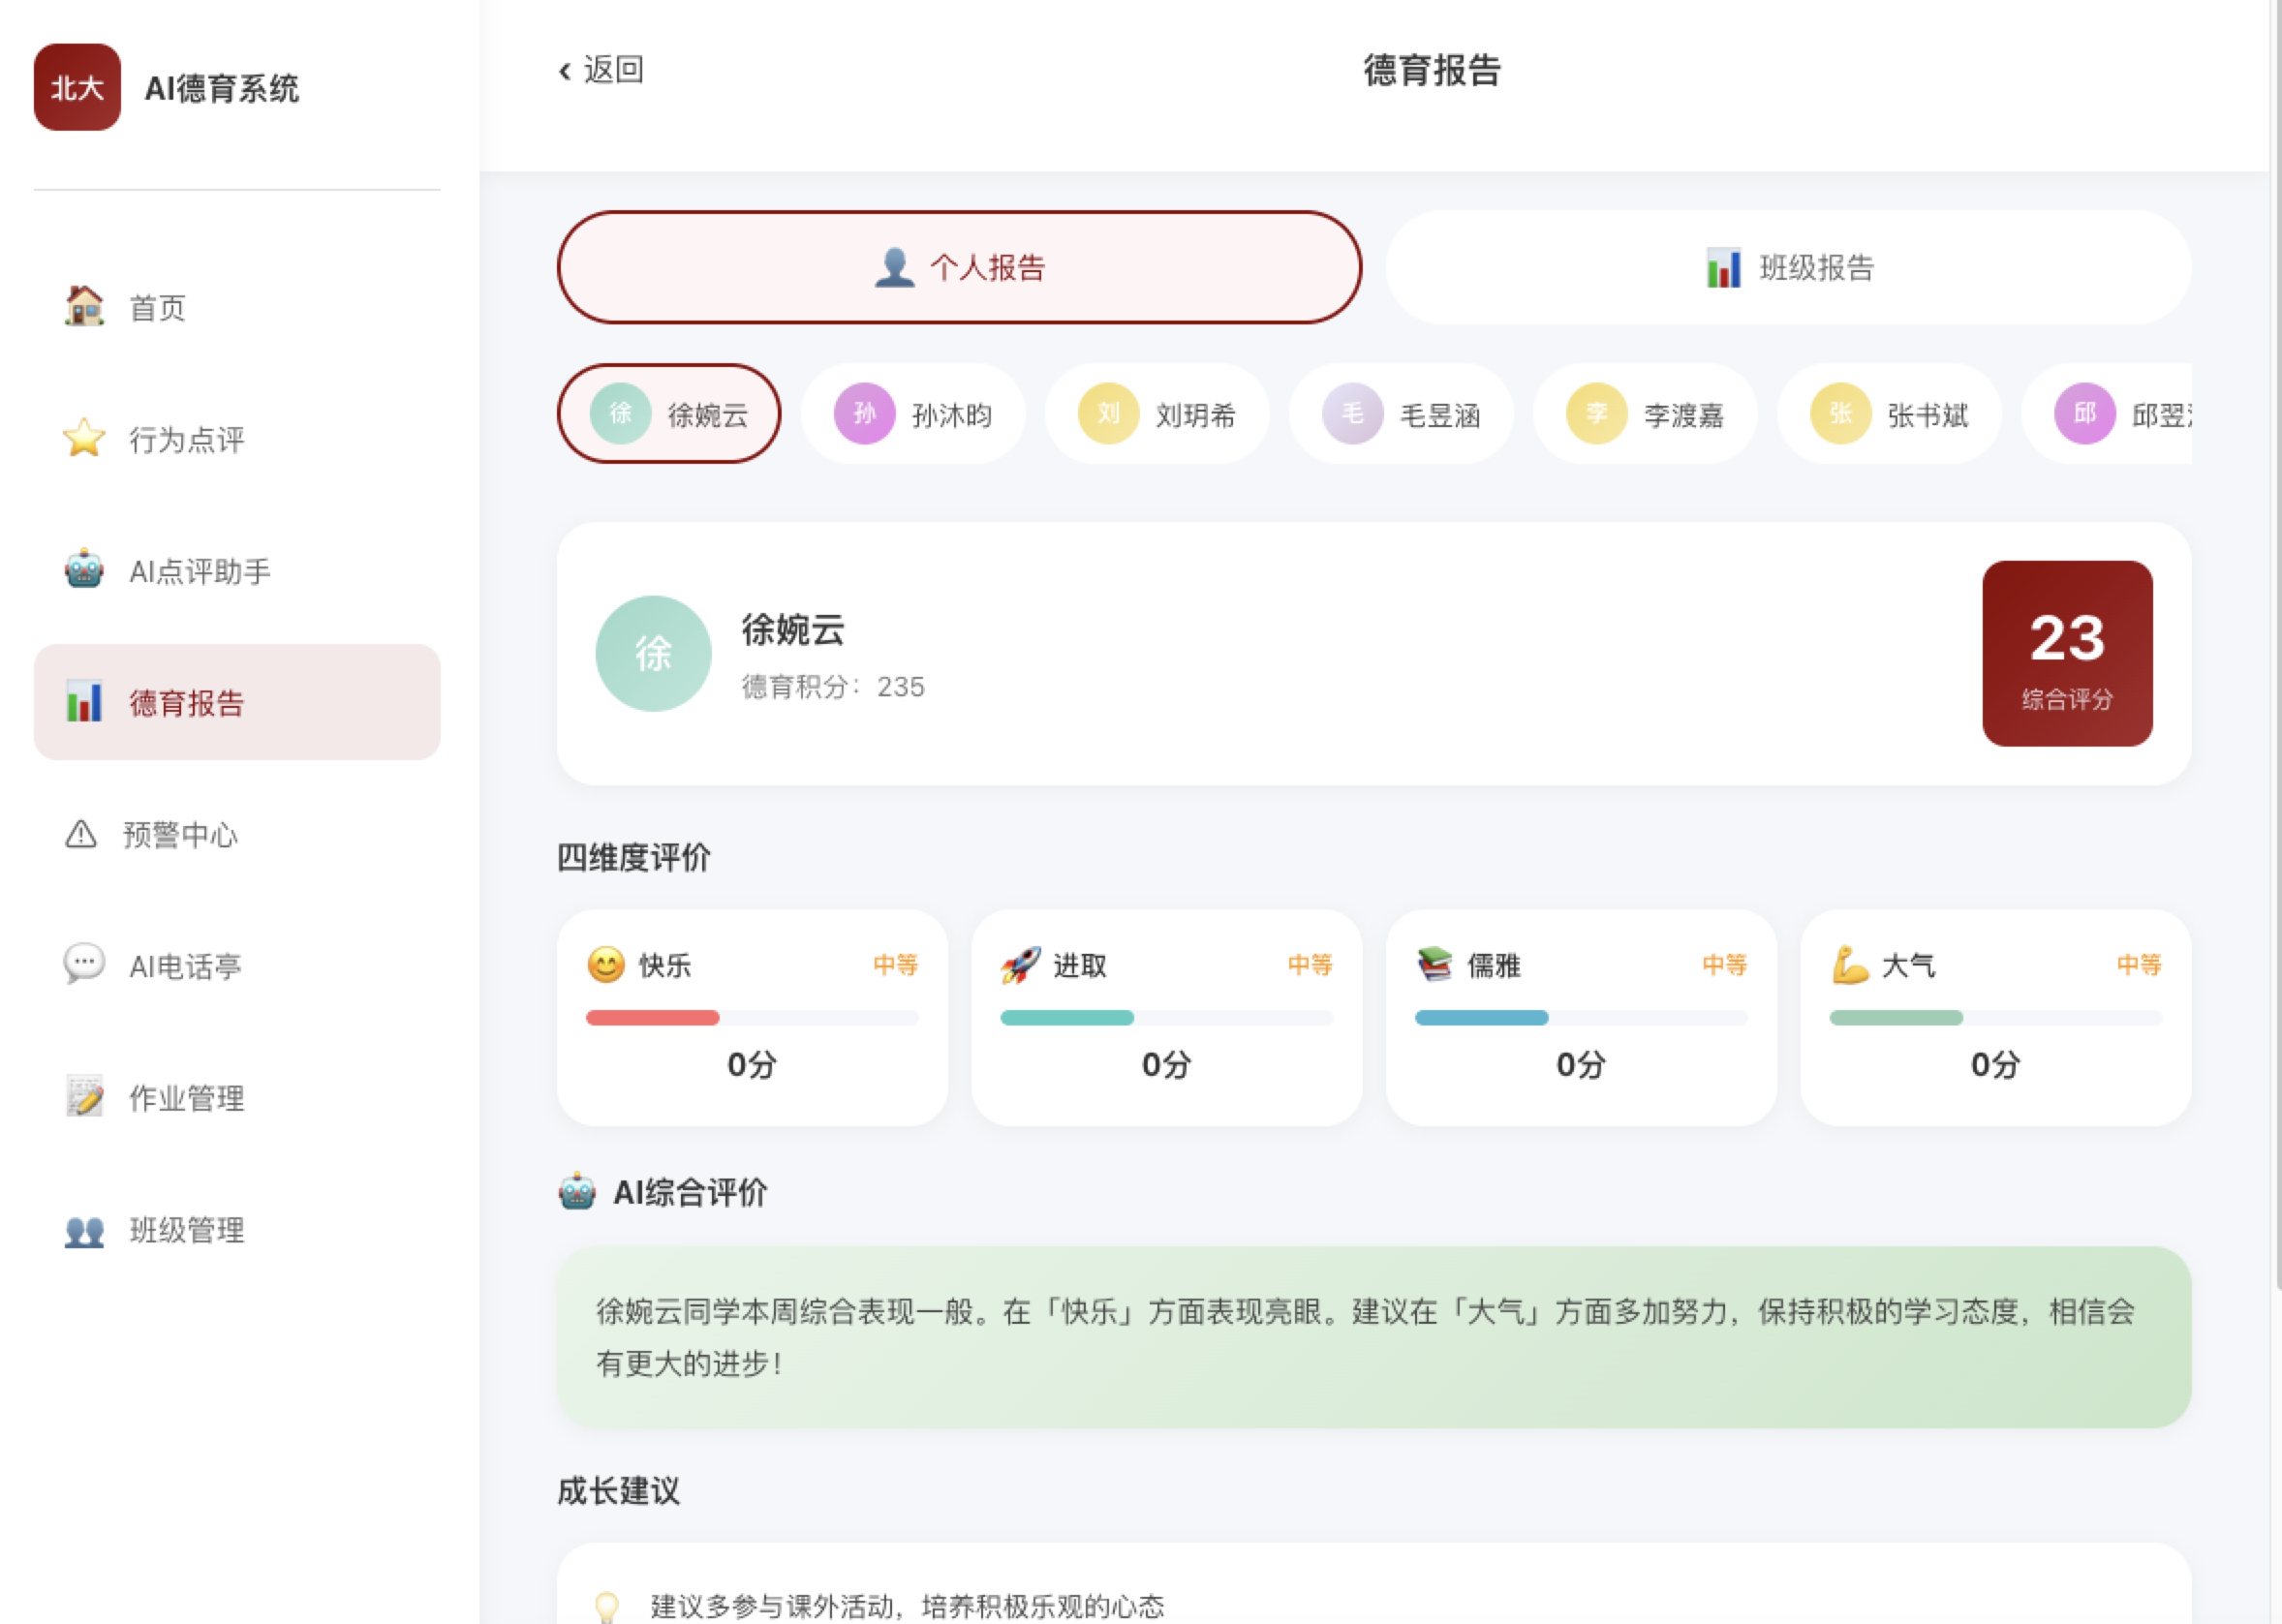 北大
AI德育系统
首页
行为点评
AI点评助手
德育报告
预警中心
AI电话亭
作业管理
班级管理
‹ 返回
德育报告
个人报告
班级报告
徐 徐婉云
孙 孙沐昀
刘 刘玥希
毛 毛昱涵
李 李渡嘉
张 张书斌
邱 邱翌
徐
徐婉云
德育积分：235
23
综合评分
四维度评价
快乐 中等
0分
进取 中等
0分
儒雅 中等
0分
大气 中等
0分
AI综合评价
徐婉云同学本周综合表现一般。在「快乐」方面表现亮眼。建议在「大气」方面多加努力，保持积极的学习态度，相信会
有更大的进步！
成长建议
建议多参与课外活动，培养积极乐观的心态